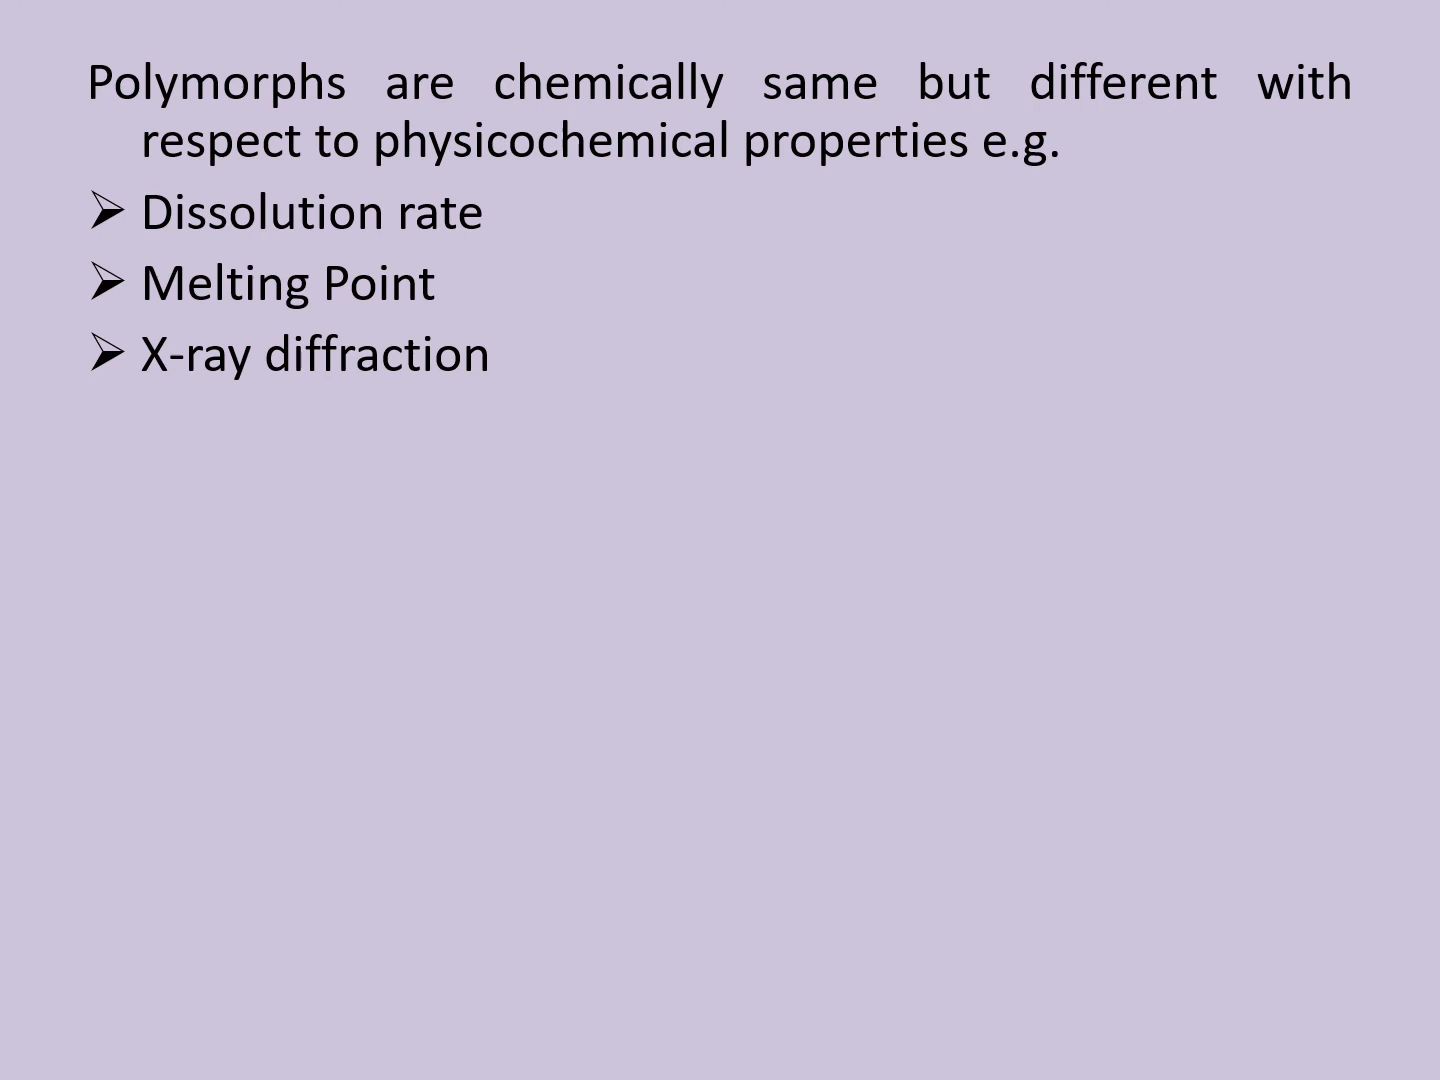 Polymorphs are chemically same but different with
respect to physicochemical properties e.g.
➢ Dissolution rate
➢ Melting Point
➢ X-ray diffraction